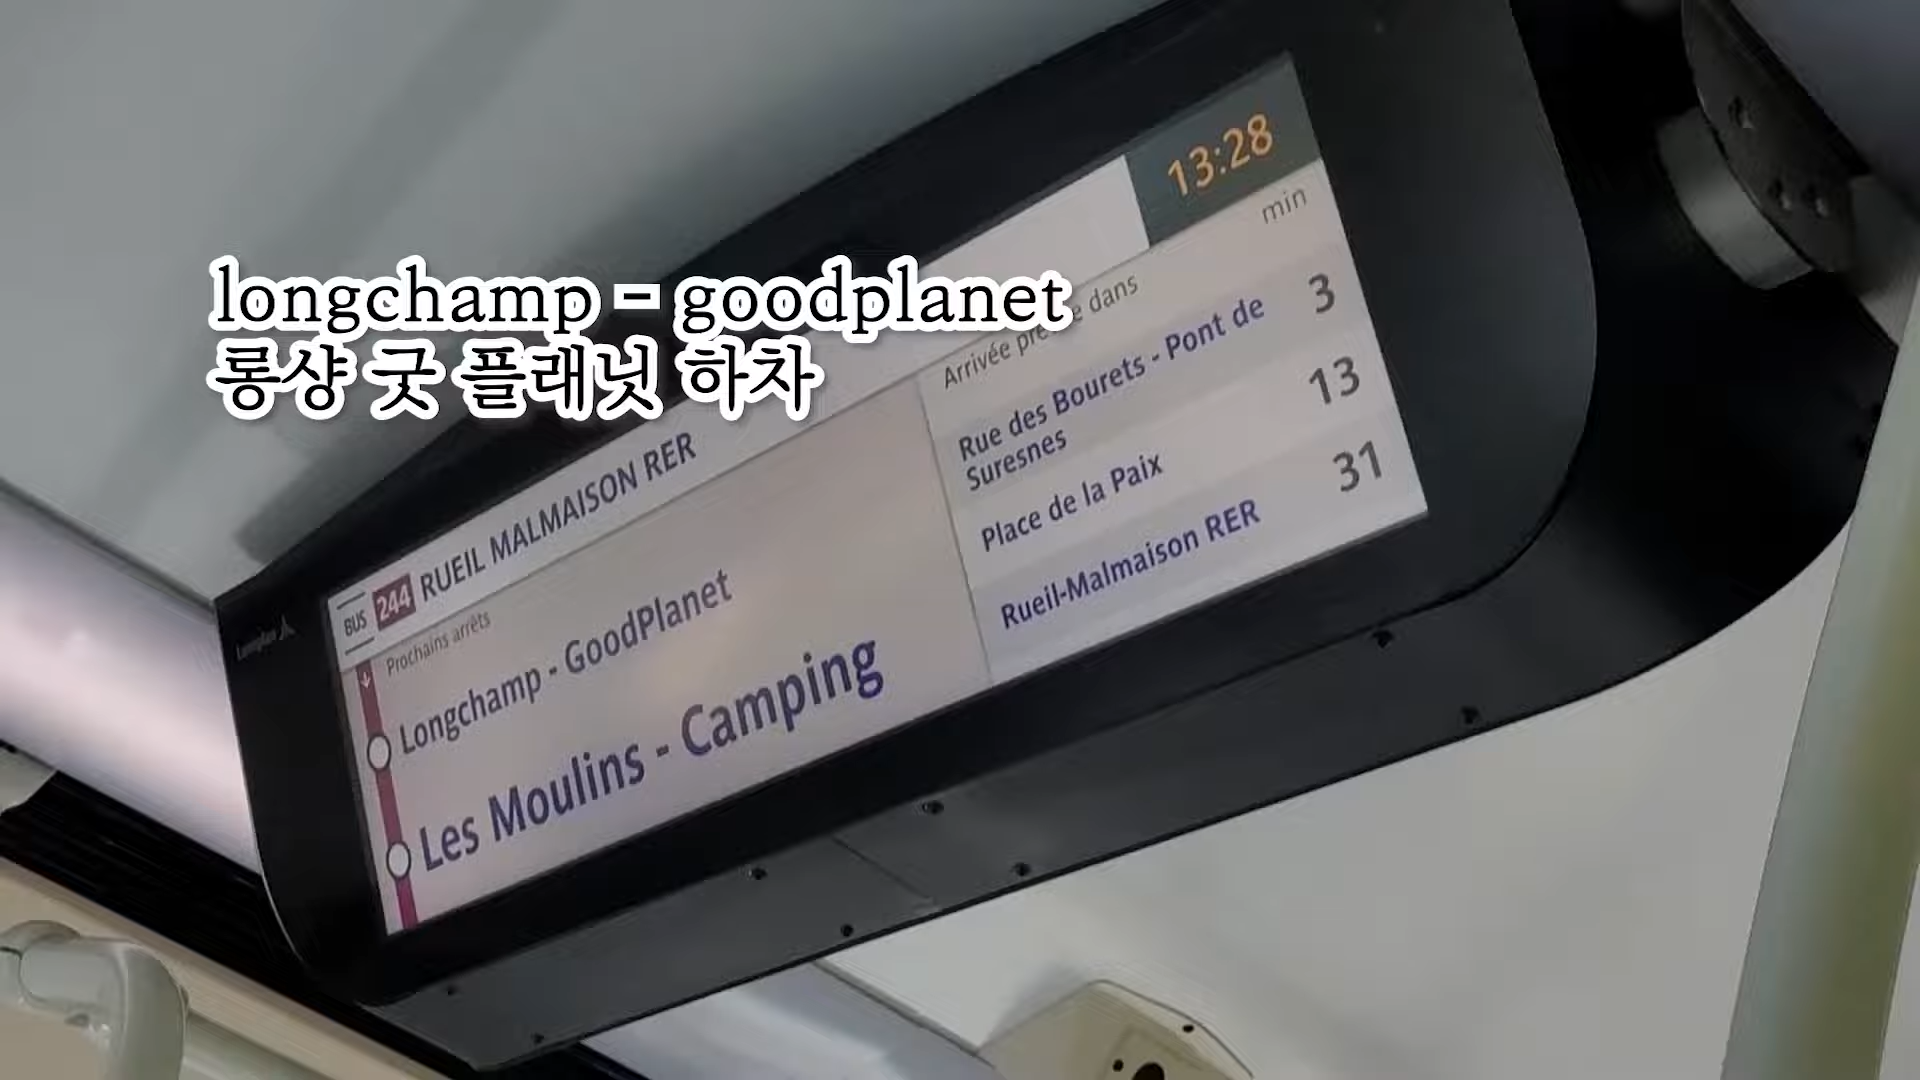 longchamp - goodplanet
롱샹 굿 플래닛 하차
13:28
BUS 244 RUEIL MALMAISON RER
Prochains arrêts
Longchamp - GoodPlanet
Les Moulins - Camping
dans
min
Rue des Bourets - Pont de
Suresnes
3
Place de la Paix
13
Rueil-Malmaison RER
31